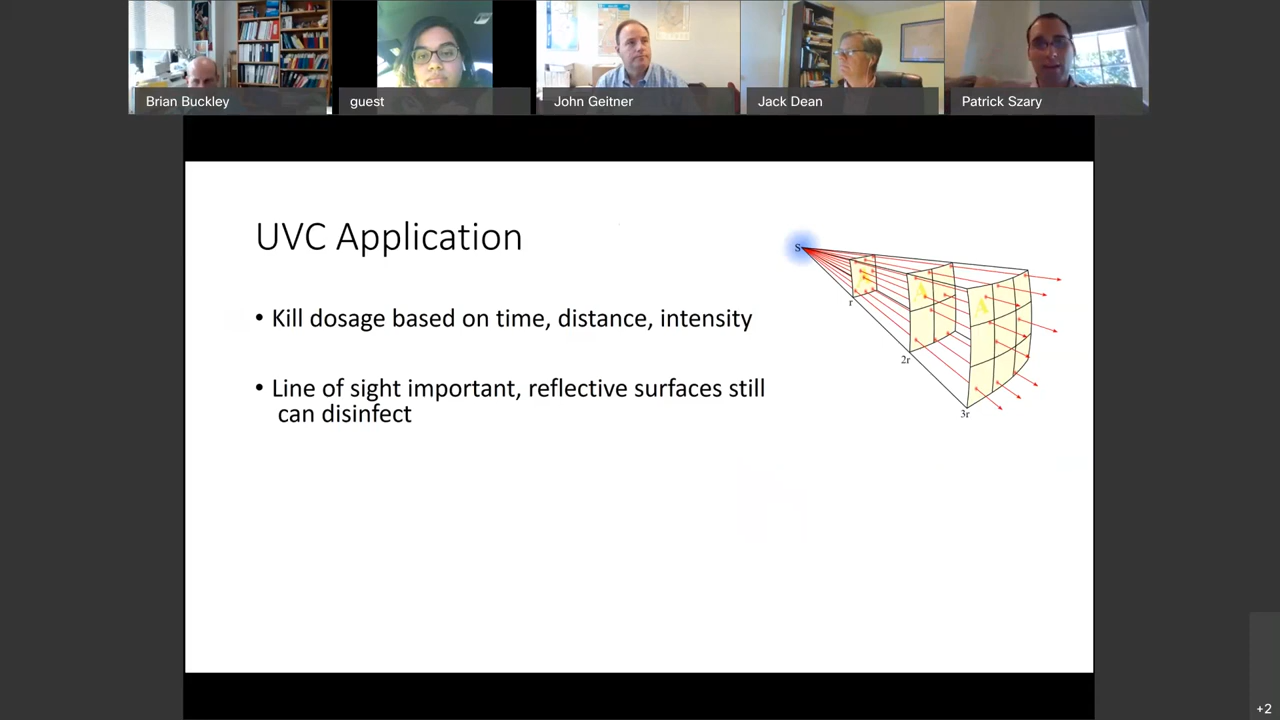 Brian Buckley
guest
John Geitner
Jack Dean
Patrick Szary
UVC Application
• Kill dosage based on time, distance, intensity
• Line of sight important, reflective surfaces still
can disinfect
S
A
A
A
r
2r
3r
+2